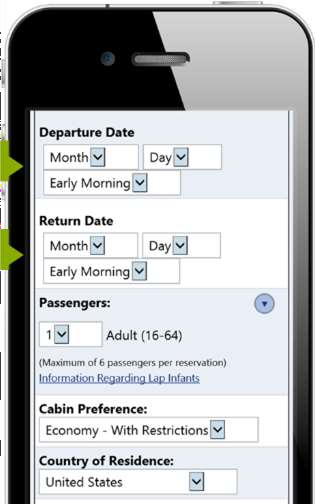 Departure Date
Month Day
Early Morning
Return Date
Month Day
Early Morning
Passengers:
1 Adult (16-64)
(Maximum of 6 passengers per reservation)
Information Regarding Lap Infants
Cabin Preference:
Economy - With Restrictions
Country of Residence:
United States